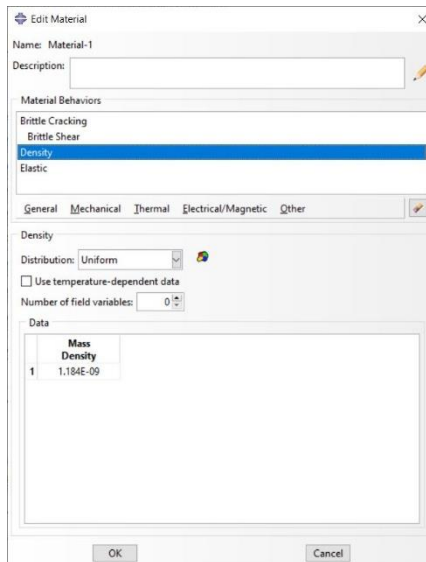 Edit Material
Name: Material-1
Description:
Material Behaviors
Brittle Cracking
Brittle Shear
Density
Elastic
General Mechanical Thermal Electrical/Magnetic Other
Density
Distribution: Uniform
Use temperature-dependent data
Number of field variables: 0
Data
Mass
Density
1 1.184E-09
OK Cancel